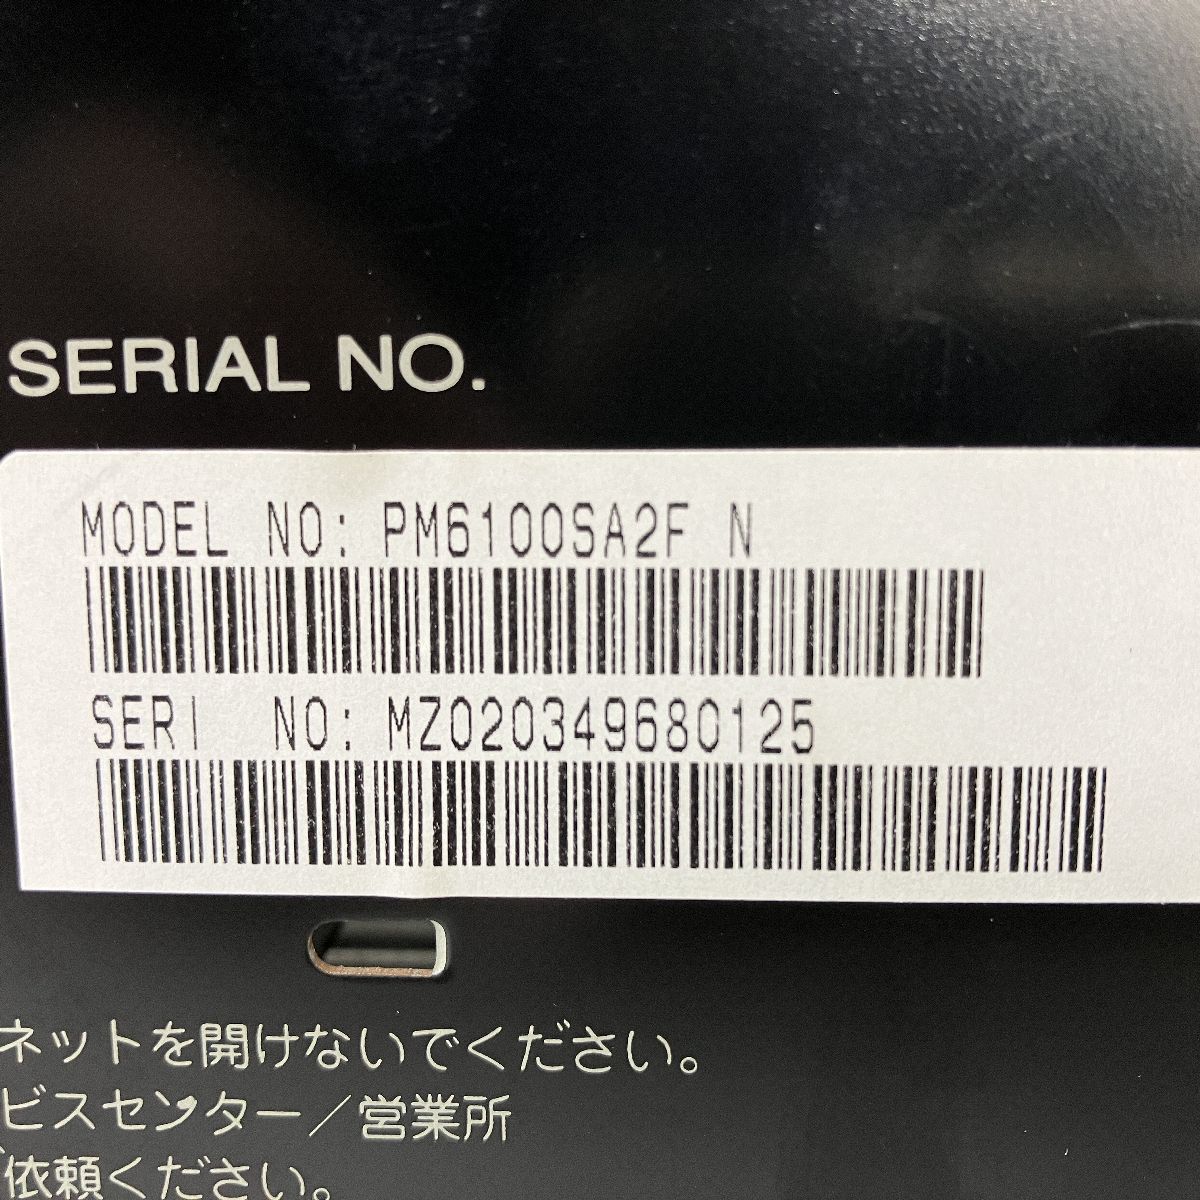 SERIAL NO.
MODEL NO: PM6100SA2F N
SERI NO: MZ020349680125
ネットを開けないでください。
ビスセンター／営業所
依頼ください。